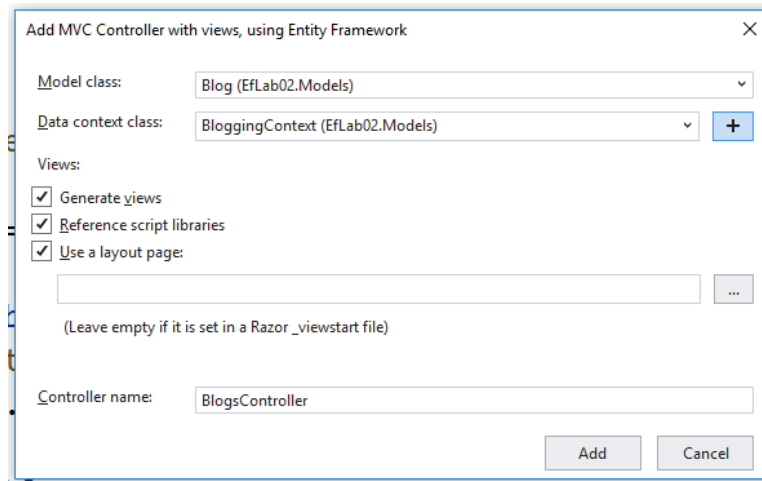 Add MVC Controller with views, using Entity Framework
Model class: Blog (EfLab02.Models)
Data context class: BloggingContext (EfLab02.Models) +
Views:
Generate views
Reference script libraries
Use a layout page:
...
(Leave empty if it is set in a Razor _viewstart file)
Controller name: BlogsController
Add Cancel